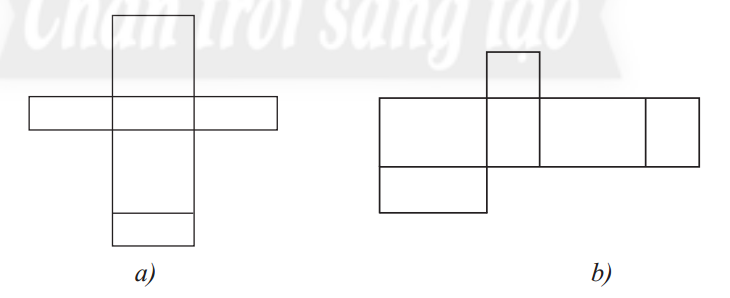 Chân trời sáng tạo
a)
b)